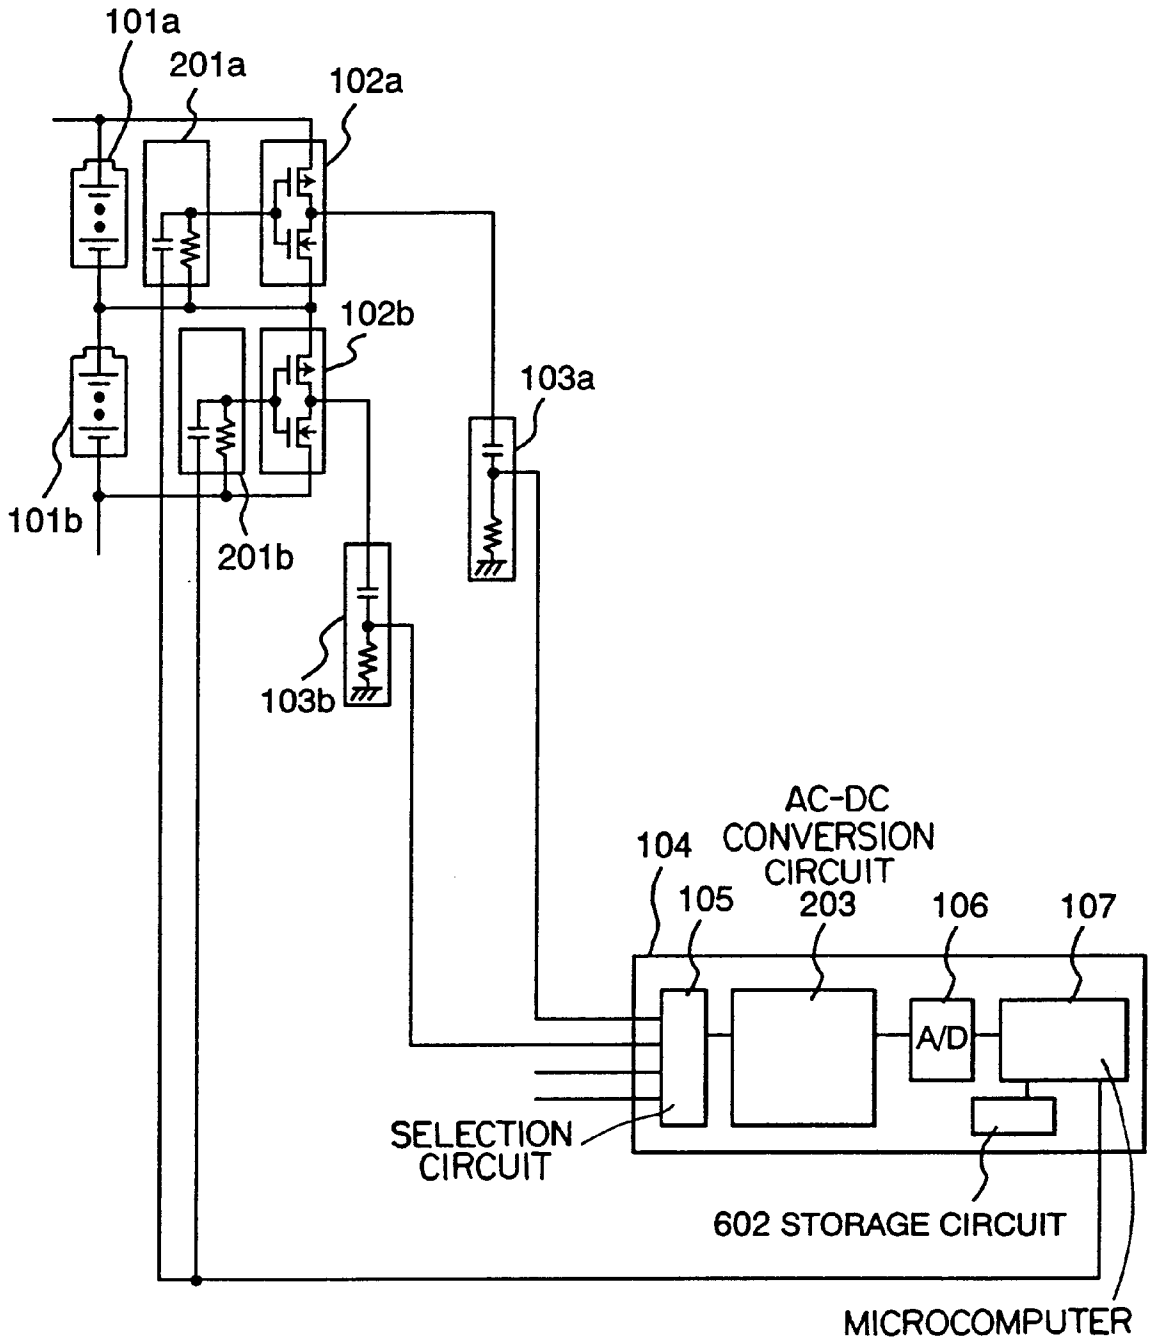 101a
201a
102a
102b
103a
101b
201b
103b
AC-DC
CONVERSION
CIRCUIT
104
105
203
106
107
A/D
SELECTION
CIRCUIT
602 STORAGE CIRCUIT
MICROCOMPUTER